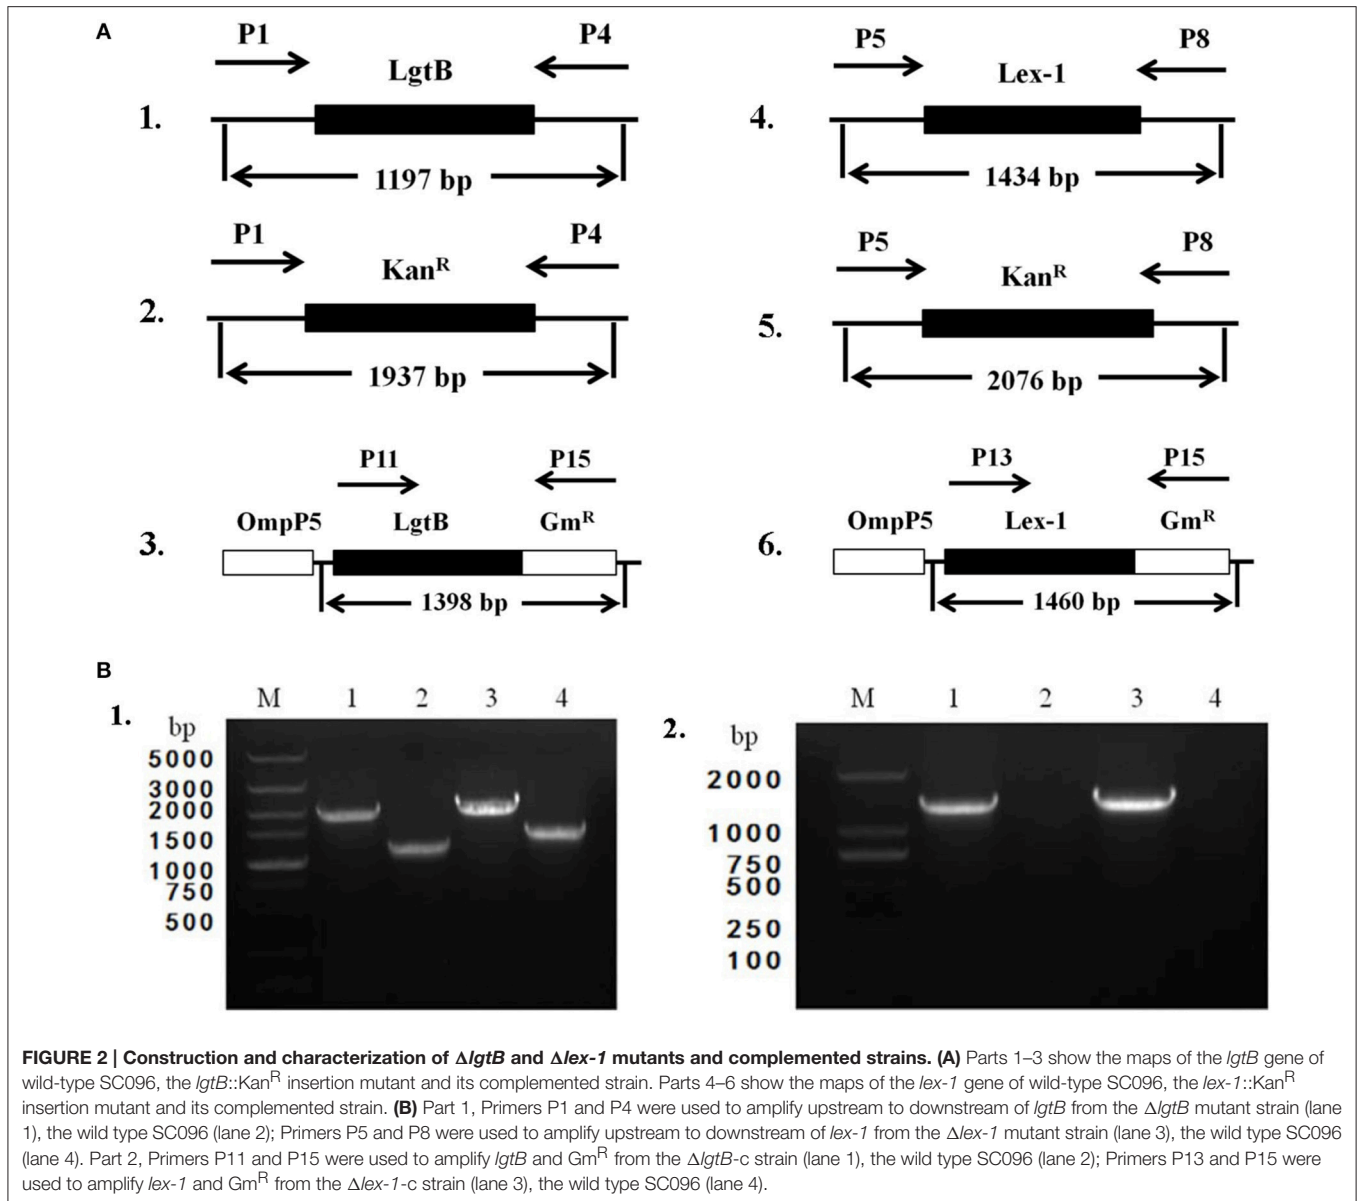 A
P1 P4
LgtB
1.
1197 bp
P5 P8
Lex-1
4.
1434 bp
P1 P4
Kan^R
2.
1937 bp
P5 P8
Kan^R
5.
2076 bp
P11 P15
OmpP5 LgtB Gm^R
3.
1398 bp
P13 P15
OmpP5 Lex-1 Gm^R
6.
1460 bp
B
1.
M 1 2 3 4
bp
5000
3000
2000
1500
1000
750
500
2.
M 1 2 3 4
bp
2000
1000
750
500
250
100
FIGURE 2 | Construction and characterization of ΔlgtB and Δlex-1 mutants and complemented strains. (A) Parts 1–3 show the maps of the lgtB gene of
wild-type SC096, the lgtB::Kan^R insertion mutant and its complemented strain. Parts 4–6 show the maps of the lex-1 gene of wild-type SC096, the lex-1::Kan^R
insertion mutant and its complemented strain. (B) Part 1, Primers P1 and P4 were used to amplify upstream to downstream of lgtB from the ΔlgtB mutant strain (lane
1), the wild type SC096 (lane 2); Primers P5 and P8 were used to amplify upstream to downstream of lex-1 from the Δlex-1 mutant strain (lane 3), the wild type SC096
(lane 4). Part 2, Primers P11 and P15 were used to amplify lgtB and Gm^R from the ΔlgtB-c strain (lane 1), the wild type SC096 (lane 2); Primers P13 and P15 were
used to amplify lex-1 and Gm^R from the Δlex-1-c strain (lane 3), the wild type SC096 (lane 4).